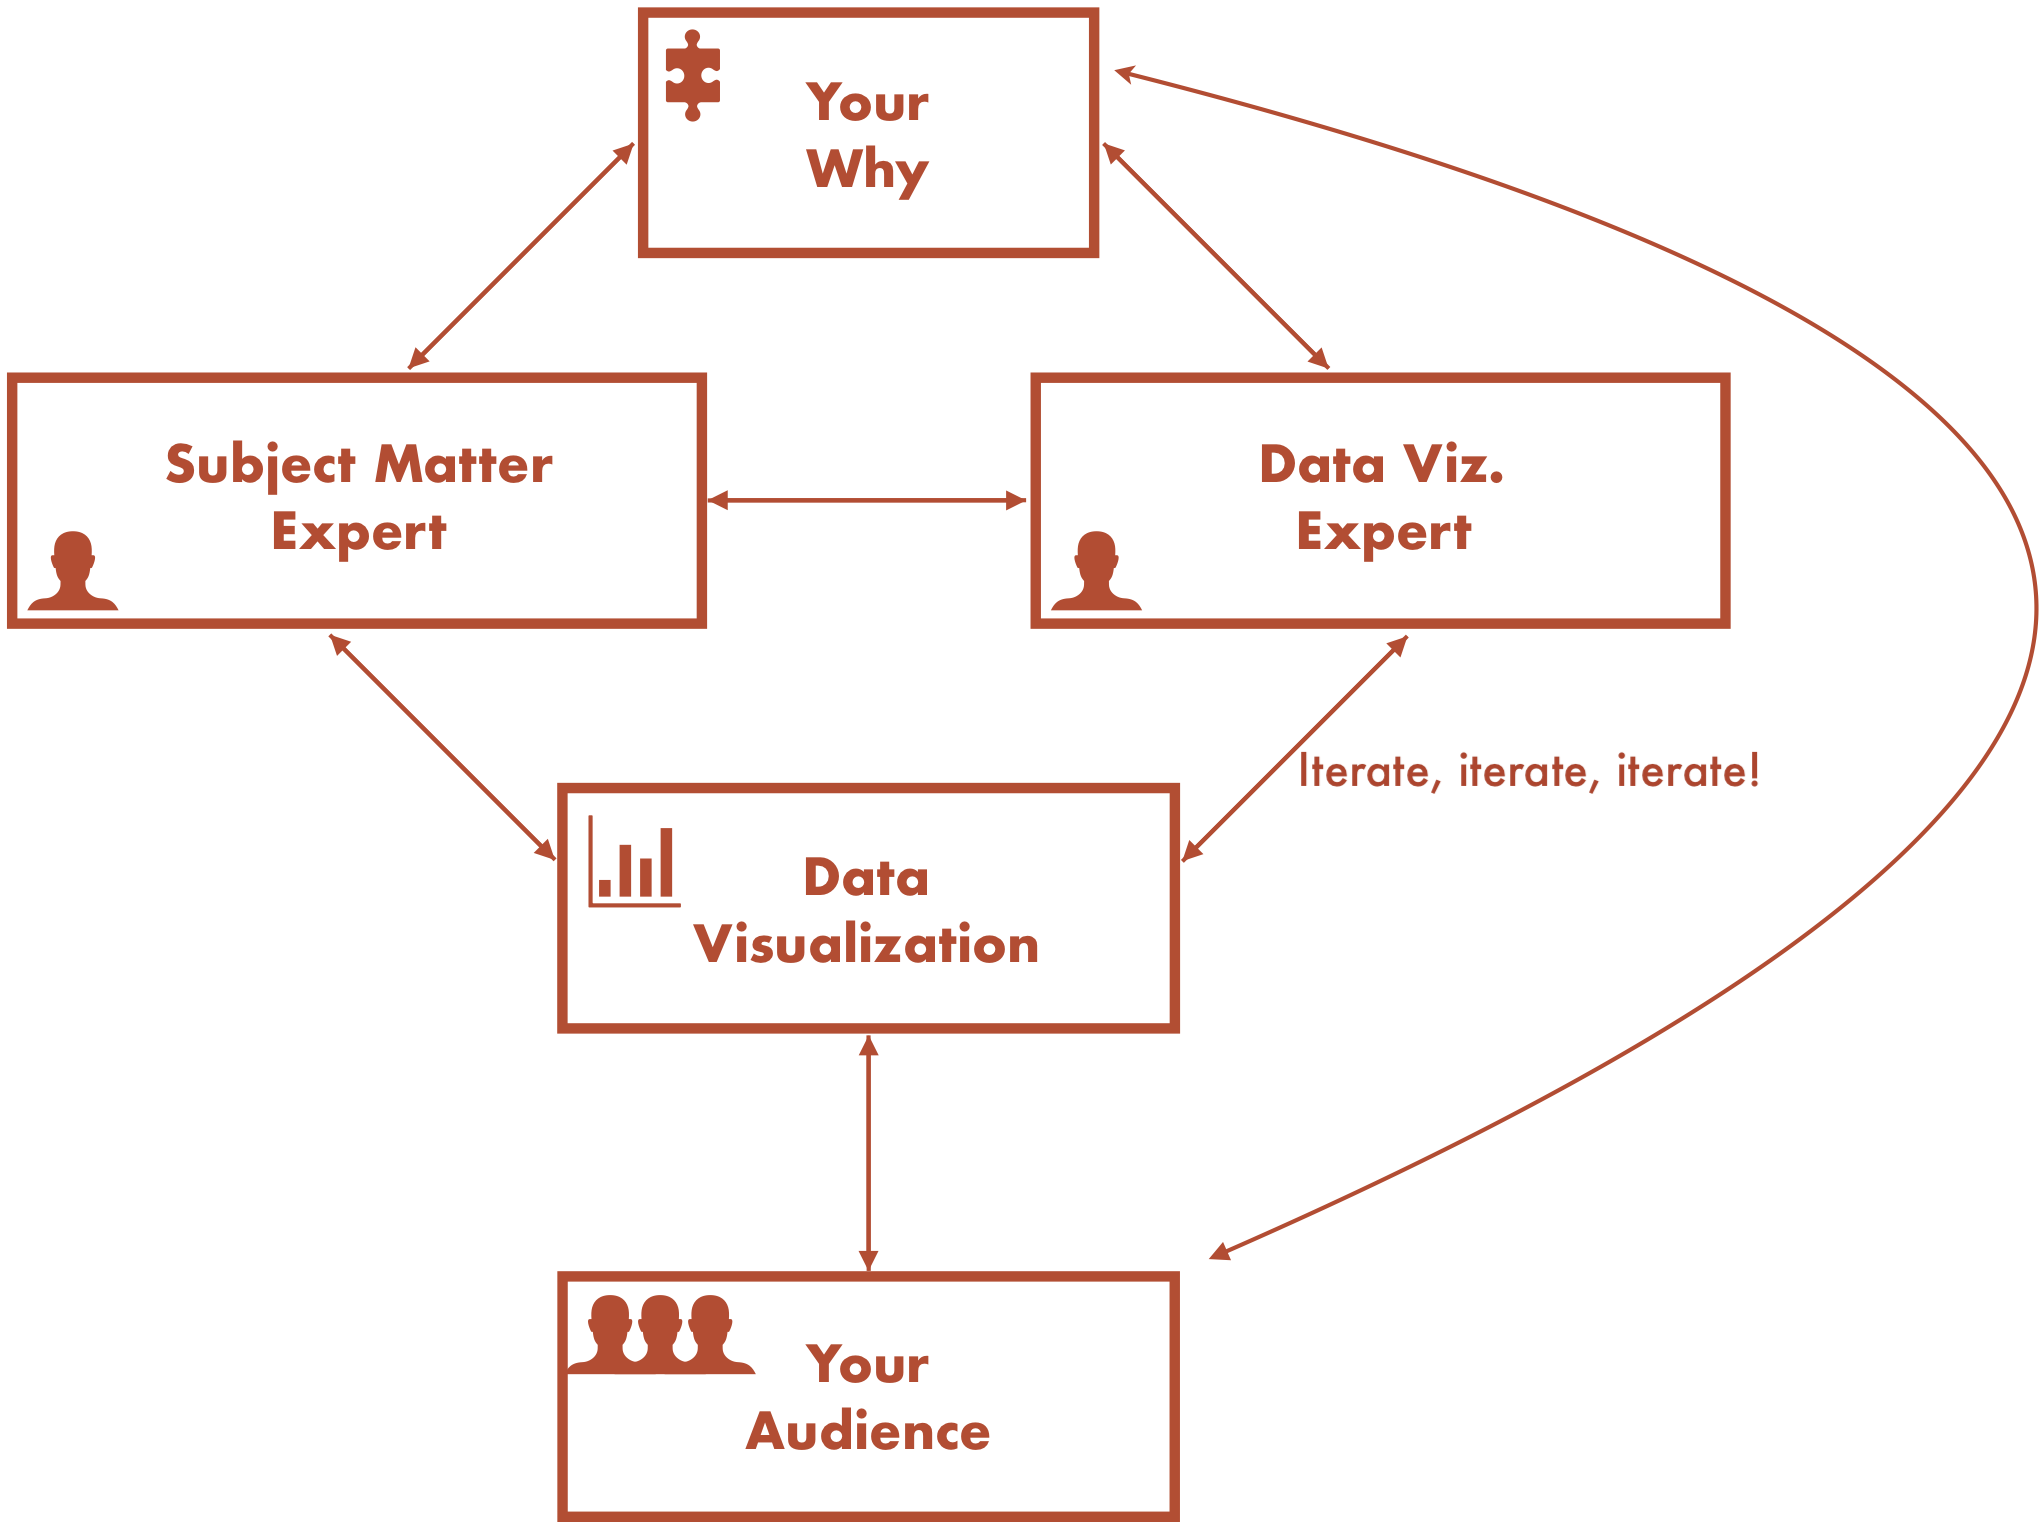 Your
Why
Subject Matter
Expert
Data Viz.
Expert
Iterate, iterate, iterate!
Data
Visualization
Your
Audience